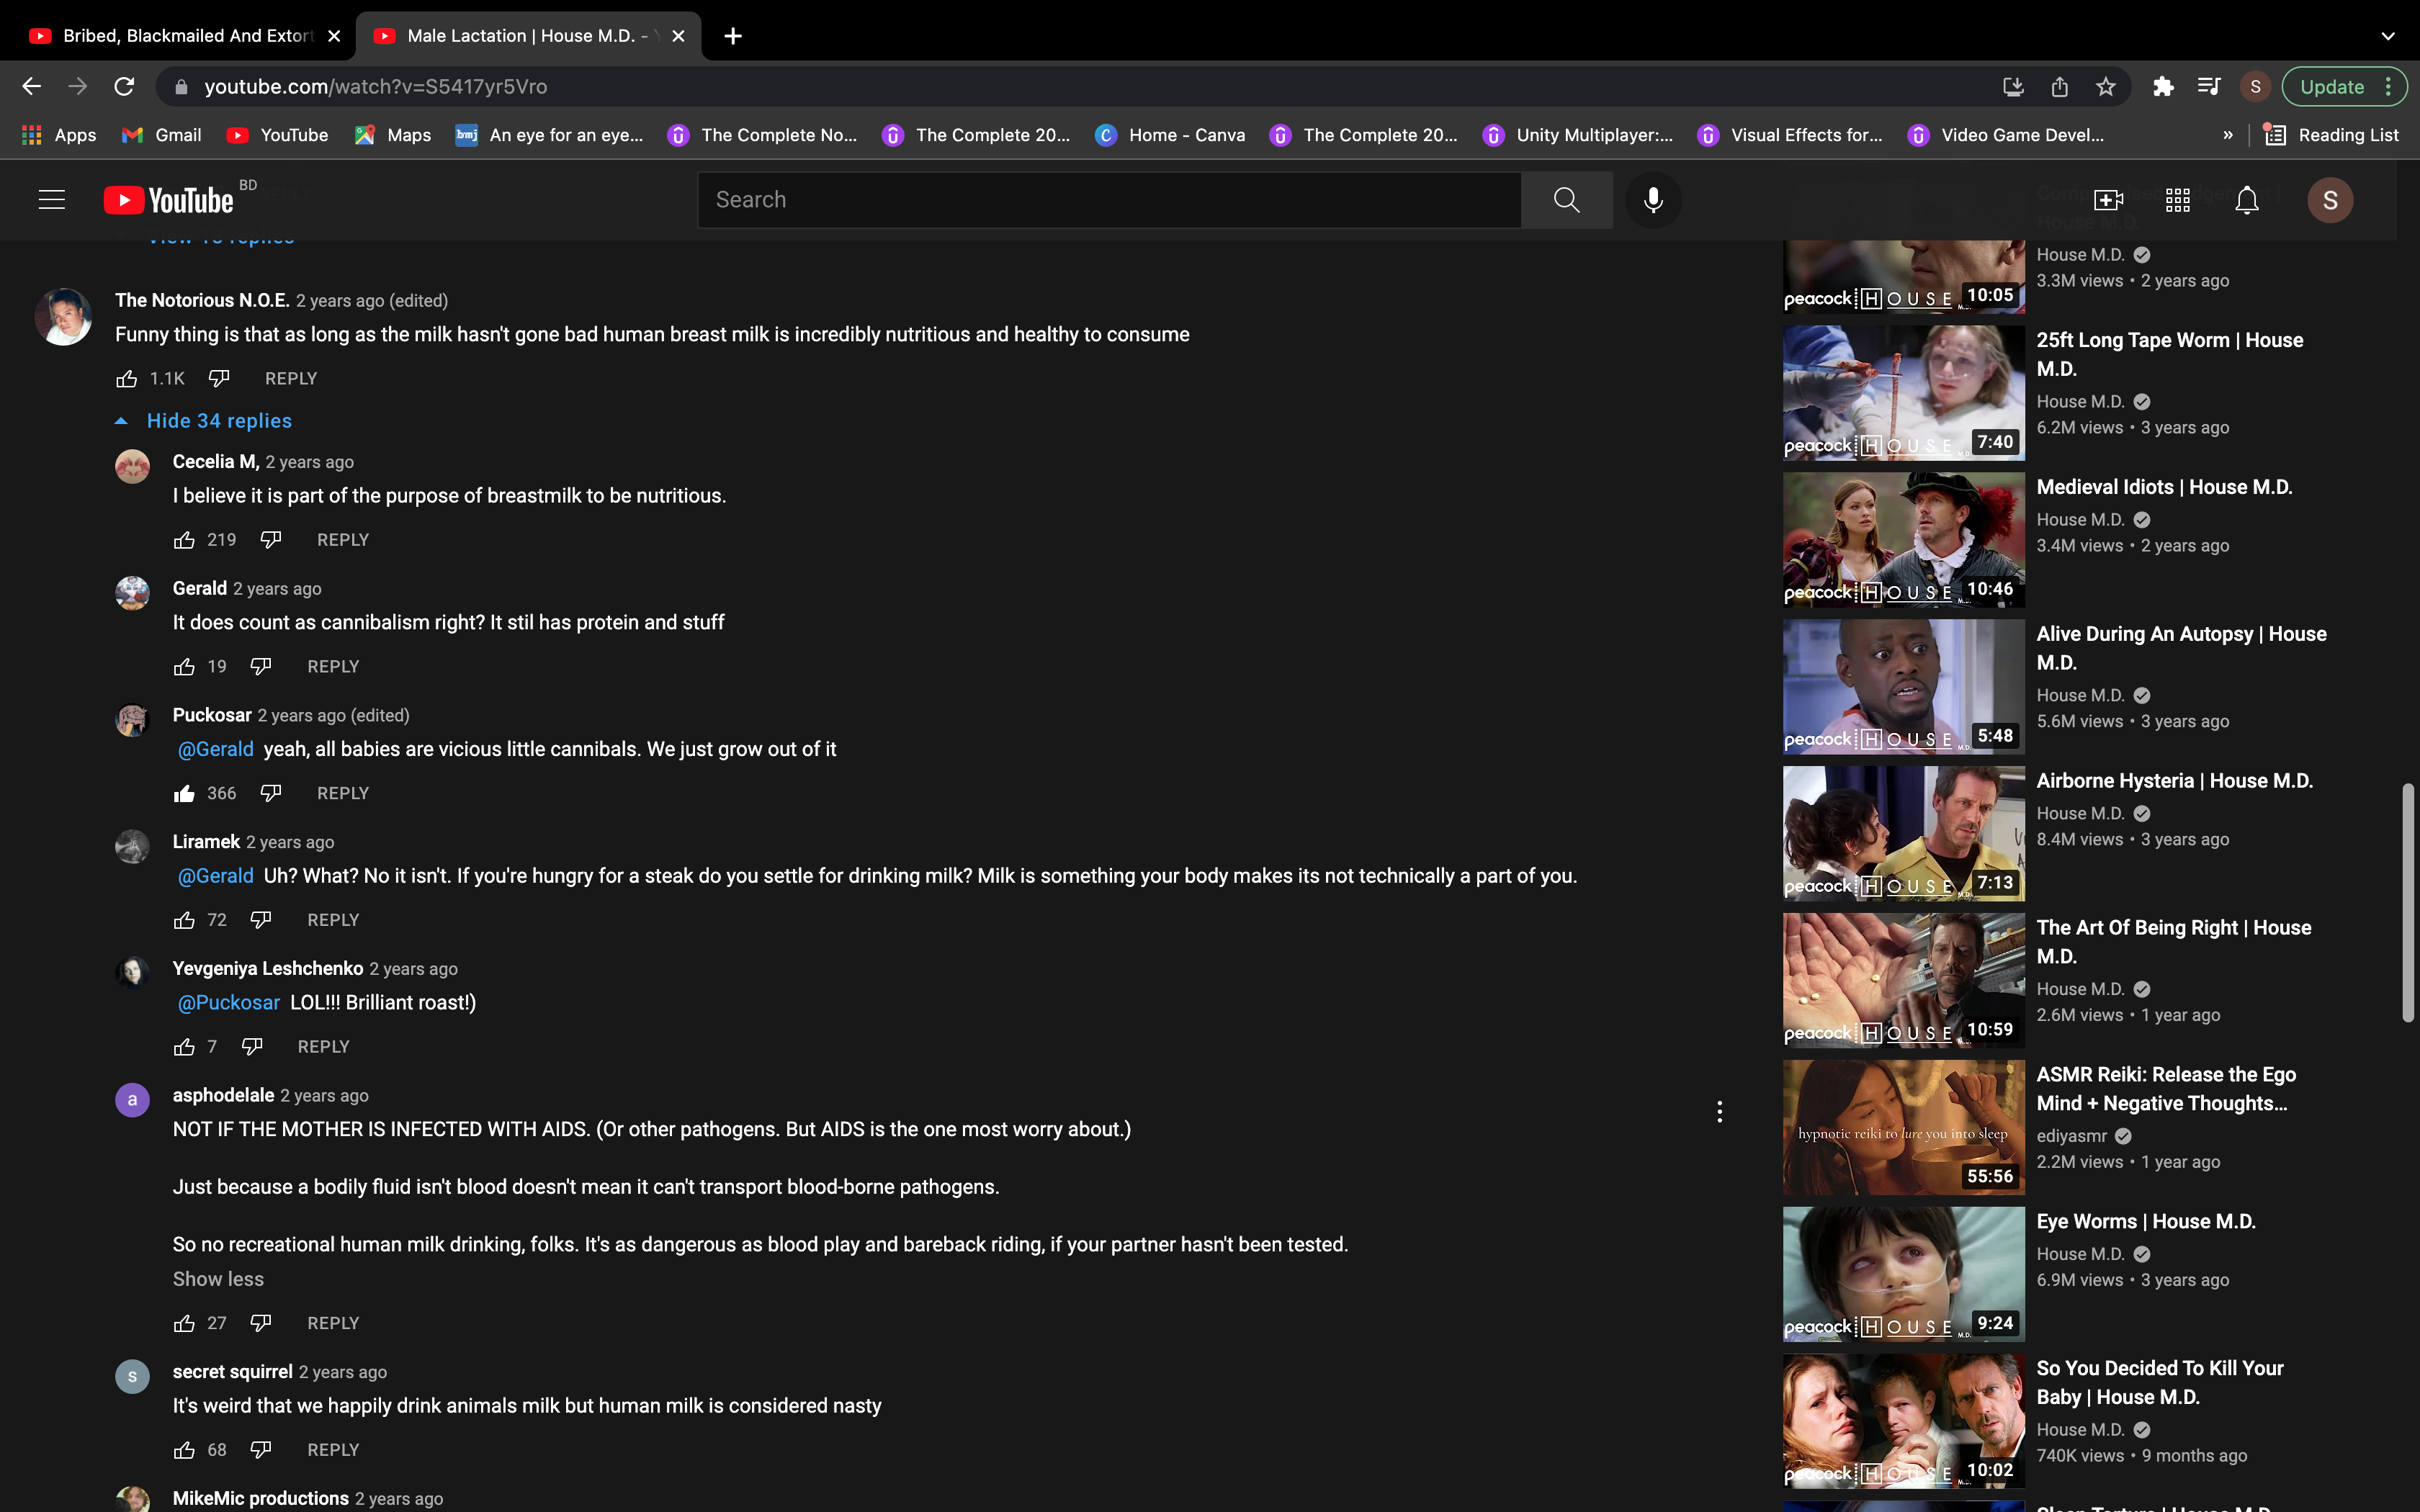 Bribed, Blackmailed And Extort
Male Lactation | House M.D. -
youtube.com/watch?v=S5417yr5Vro
S
Update
Apps
Gmail
YouTube
Maps
bmj
An eye for an eye...
The Complete No...
The Complete 20...
C
Home - Canva
The Complete 20...
Unity Multiplayer:...
Visual Effects for...
Video Game Devel...
»
Reading List
YouTube
BD
Search
S
View 18 replies
The Notorious N.O.E. 2 years ago (edited)
Funny thing is that as long as the milk hasn't gone bad human breast milk is incredibly nutritious and healthy to consume
1.1K REPLY
Hide 34 replies
Cecelia M, 2 years ago
I believe it is part of the purpose of breastmilk to be nutritious.
219 REPLY
Gerald 2 years ago
It does count as cannibalism right? It stil has protein and stuff
19 REPLY
Puckosar 2 years ago (edited)
@Gerald yeah, all babies are vicious little cannibals. We just grow out of it
366 REPLY
Liramek 2 years ago
@Gerald Uh? What? No it isn't. If you're hungry for a steak do you settle for drinking milk? Milk is something your body makes its not technically a part of you.
72 REPLY
Yevgeniya Leshchenko 2 years ago
@Puckosar LOL!!! Brilliant roast!)
7 REPLY
a
asphodelale 2 years ago
NOT IF THE MOTHER IS INFECTED WITH AIDS. (Or other pathogens. But AIDS is the one most worry about.)
Just because a bodily fluid isn't blood doesn't mean it can't transport blood-borne pathogens.
So no recreational human milk drinking, folks. It's as dangerous as blood play and bareback riding, if your partner hasn't been tested.
Show less
27 REPLY
s
secret squirrel 2 years ago
It's weird that we happily drink animals milk but human milk is considered nasty
68 REPLY
MikeMic productions 2 years ago
House M.D.
House M.D.
3.3M views • 2 years ago
peacock HOUSE 10:05
25ft Long Tape Worm | House
M.D.
House M.D.
6.2M views • 3 years ago
peacock HOUSE 7:40
Medieval Idiots | House M.D.
House M.D.
3.4M views • 2 years ago
peacock HOUSE M.D. 10:46
Alive During An Autopsy | House
M.D.
House M.D.
5.6M views • 3 years ago
peacock HOUSE M.D. 5:48
Airborne Hysteria | House M.D.
House M.D.
8.4M views • 3 years ago
peacock HOUSE 7:13
The Art Of Being Right | House
M.D.
House M.D.
2.6M views • 1 year ago
peacock HOUSE 10:59
ASMR Reiki: Release the Ego
Mind + Negative Thoughts...
ediyasmr
2.2M views • 1 year ago
hypnotic reiki to lure you into sleep
55:56
Eye Worms | House M.D.
House M.D.
6.9M views • 3 years ago
peacock HOUSE M.D. 9:24
So You Decided To Kill Your
Baby | House M.D.
House M.D.
740K views • 9 months ago
peacock HOUSE M.D. 10:02